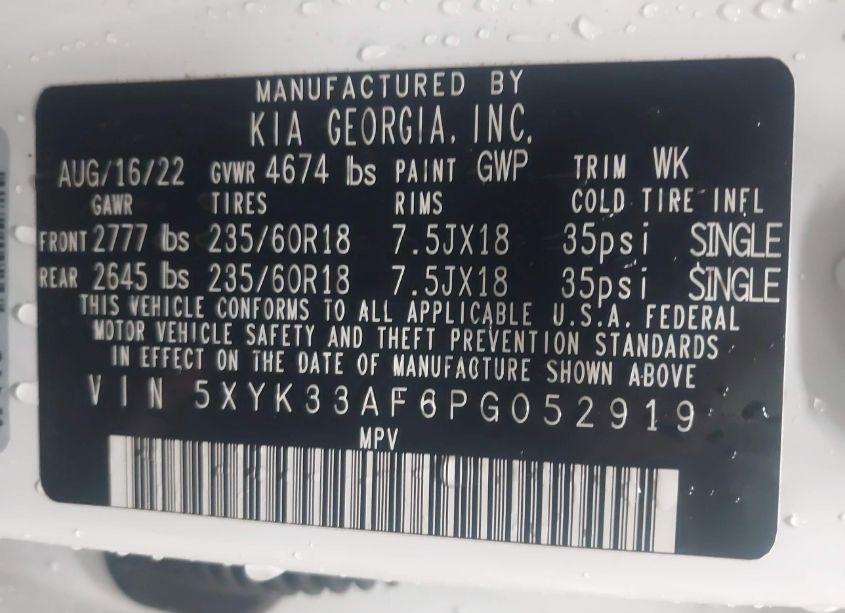 MANUFACTURED BY
KIA GEORGIA, INC.
AUG/16/22 GVWR 4674 lbs PAINT GWP TRIM WK
GAWR TIRES RIMS COLD TIRE INFL
FRONT 2777 lbs 235/60R18 7.5JX18 35psi SINGLE
REAR 2645 lbs 235/60R18 7.5JX18 35psi SINGLE
THIS VEHICLE CONFORMS TO ALL APPLICABLE U.S.A. FEDERAL
MOTOR VEHICLE SAFETY AND THEFT PREVENTION STANDARDS
IN EFFECT ON THE DATE OF MANUFACTURE SHOWN ABOVE
VIN 5XYK33AF6PG052919
MPV